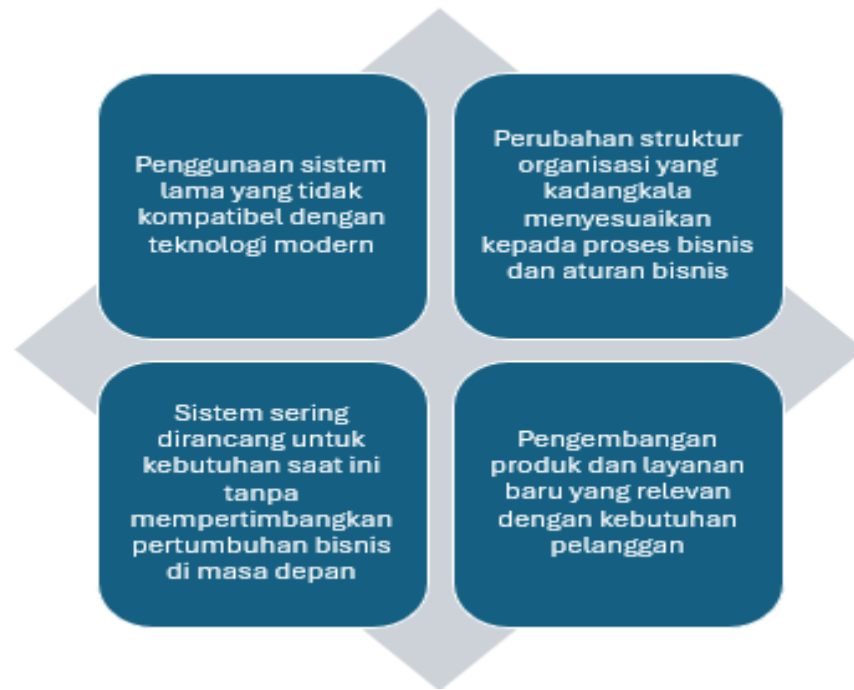 Penggunaan sistem
lama yang tidak
kompatibel dengan
teknologi modern
Perubahan struktur
organisasi yang
kadangkala
menyesuaikan
kepada proses bisnis
dan aturan bisnis
Sistem sering
dirancang untuk
kebutuhan saat ini
tanpa
mempertimbangkan
pertumbuhan bisnis
di masa depan
Pengembangan
produk dan layanan
baru yang relevan
dengan kebutuhan
pelanggan